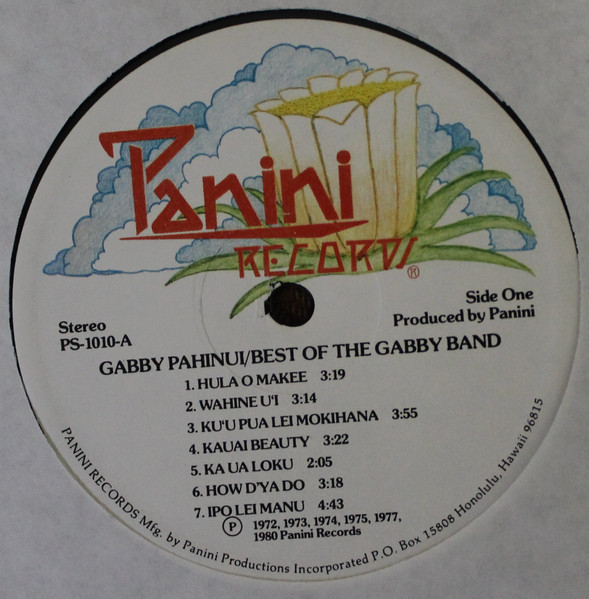 Panini
RECORDS®
Stereo
PS-1010-A
Side One
Produced by Panini
GABBY PAHINUI/BEST OF THE GABBY BAND
1. HULA O MAKEE 3:19
2. WAHINE U'I 3:14
3. KU'U PUA LEI MOKIHANA 3:55
4. KAUAI BEAUTY 3:22
5. KA UA LOKU 2:05
6. HOW D'YA DO 3:18
7. IPO LEI MANU 4:43
℗ 1972, 1973, 1974, 1975, 1977,
1980 Panini Records
PANINI RECORDS Mfg. by Panini Productions Incorporated P.O. Box 15808 Honolulu, Hawaii 96815